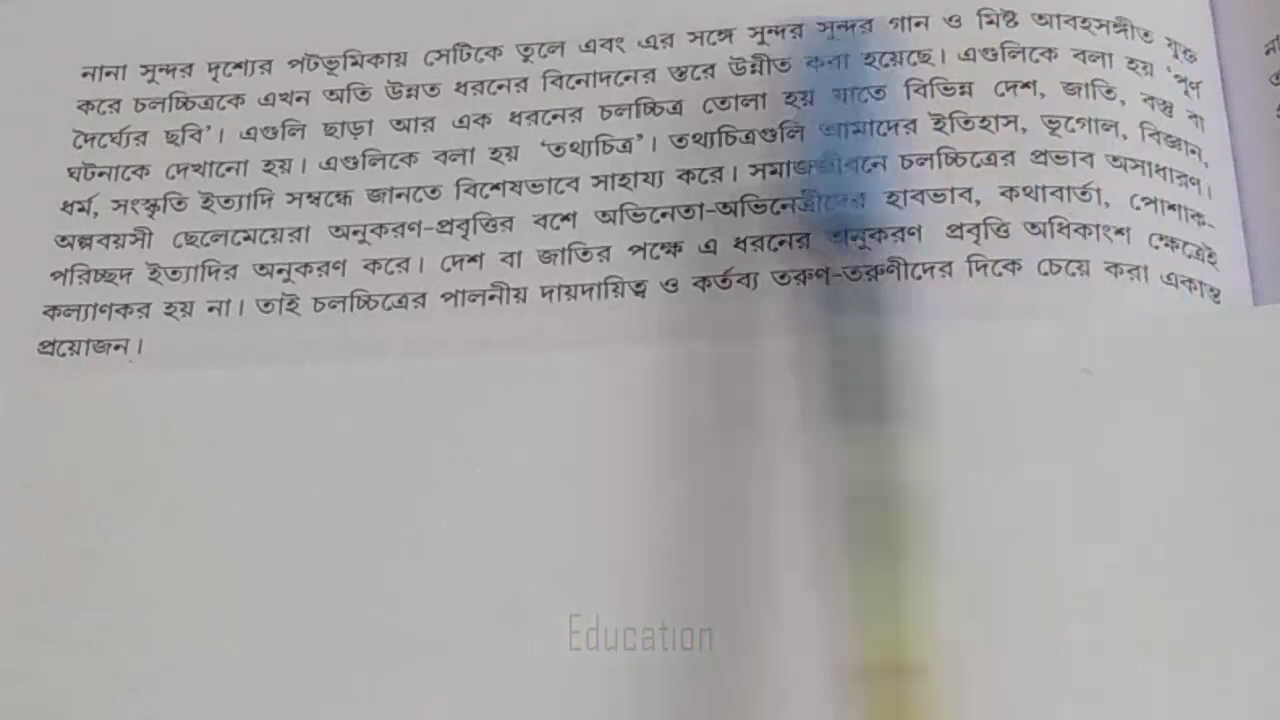 নানা সুন্দর দৃশ্যের পটভূমিকায় সেটিকে তুলে এবং এর সঙ্গে সুন্দর সুন্দর গান ও মিষ্ট আবহসঙ্গীত যুক্ত
করে চলচ্চিত্রকে এখন অতি উন্নত ধরনের বিনোদনের স্তরে উন্নীত করা হয়েছে। এগুলিকে বলা হয় ‘পূর্ণ
দৈর্ঘ্যের ছবি’। এগুলি ছাড়া আর এক ধরনের চলচ্চিত্র তোলা হয় যাতে বিভিন্ন দেশ, জাতি, বস্তু বা
ঘটনাকে দেখানো হয়। এগুলিকে বলা হয় ‘তথ্যচিত্র’। তথ্যচিত্রগুলি আমাদের ইতিহাস, ভূগোল, বিজ্ঞান,
ধর্ম, সংস্কৃতি ইত্যাদি সম্বন্ধে জানতে বিশেষভাবে সাহায্য করে। সমাজজীবনে চলচ্চিত্রের প্রভাব অসাধারণ।
অল্পবয়সী ছেলেমেয়েরা অনুকরণ-প্রবৃত্তির বশে অভিনেতা-অভিনেত্রীদের হাবভাব, কথাবার্তা, পোশাক-
পরিচ্ছদ ইত্যাদির অনুকরণ করে। দেশ বা জাতির পক্ষে এ ধরনের অনুকরণ প্রবৃত্তি অধিকাংশ ক্ষেত্রেই
কল্যাণকর হয় না। তাই চলচ্চিত্রের পালনীয় দায়দায়িত্ব ও কর্তব্য তরুণ-তরুণীদের দিকে চেয়ে করা একান্ত
প্রয়োজন।
Education